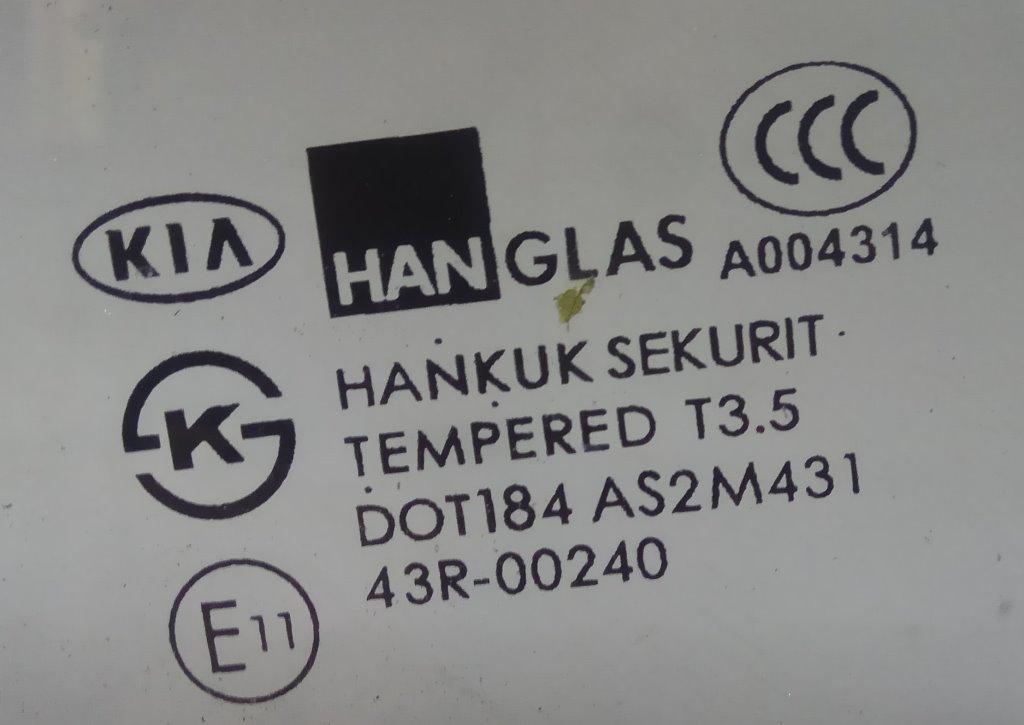 KIA HANGLAS CCC
A004314
K HANKUK SEKURIT
TEMPERED T3.5
DOT184 AS2M431
43R-00240
E11